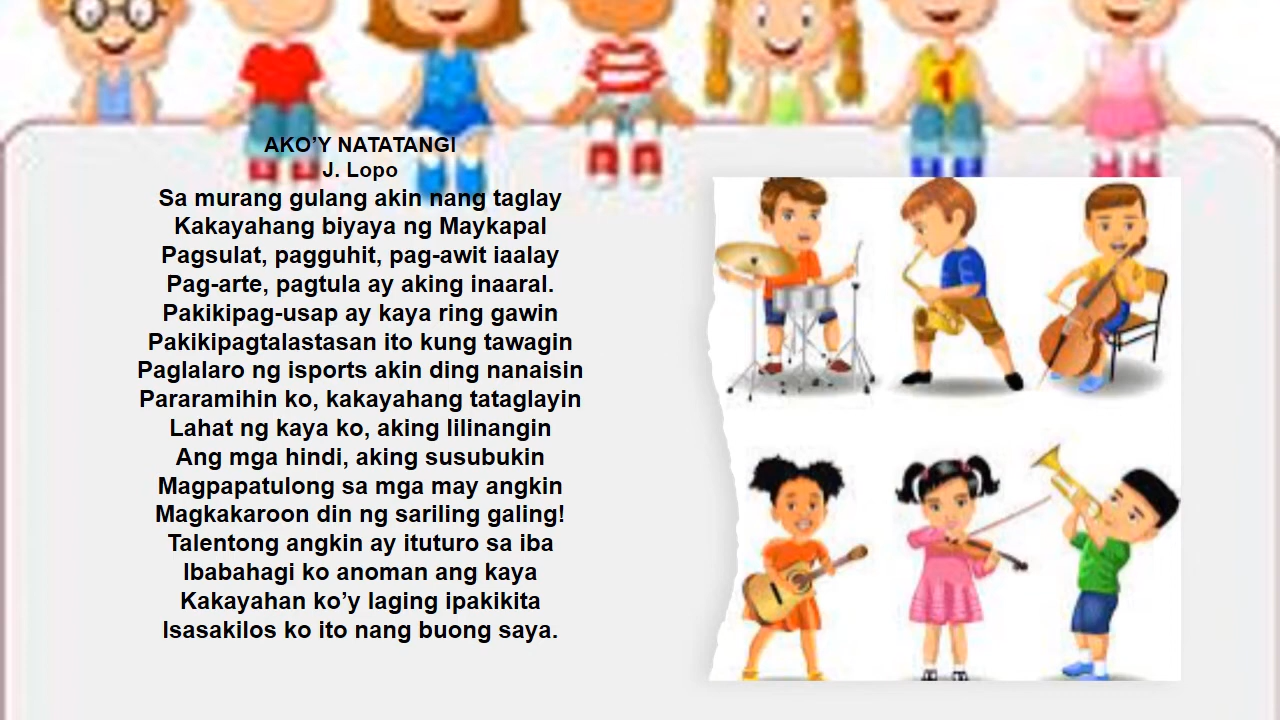 AKO’Y NATATANGI
J. Lopo
Sa murang gulang akin nang taglay
Kakayahang biyaya ng Maykapal
Pagsulat, pagguhit, pag-awit iaalay
Pag-arte, pagtula ay aking inaaral.
Pakikipag-usap ay kaya ring gawin
Pakikipagtalastasan ito kung tawagin
Paglalaro ng isports akin ding nanaisin
Pararamihin ko, kakayahang tataglayin
Lahat ng kaya ko, aking lilinangin
Ang mga hindi, aking susubukin
Magpapatulong sa mga may angkin
Magkakaroon din ng sariling galing!
Talentong angkin ay ituturo sa iba
Ibabahagi ko anoman ang kaya
Kakayahan ko’y laging ipakikita
Isasakilos ko ito nang buong saya.
1